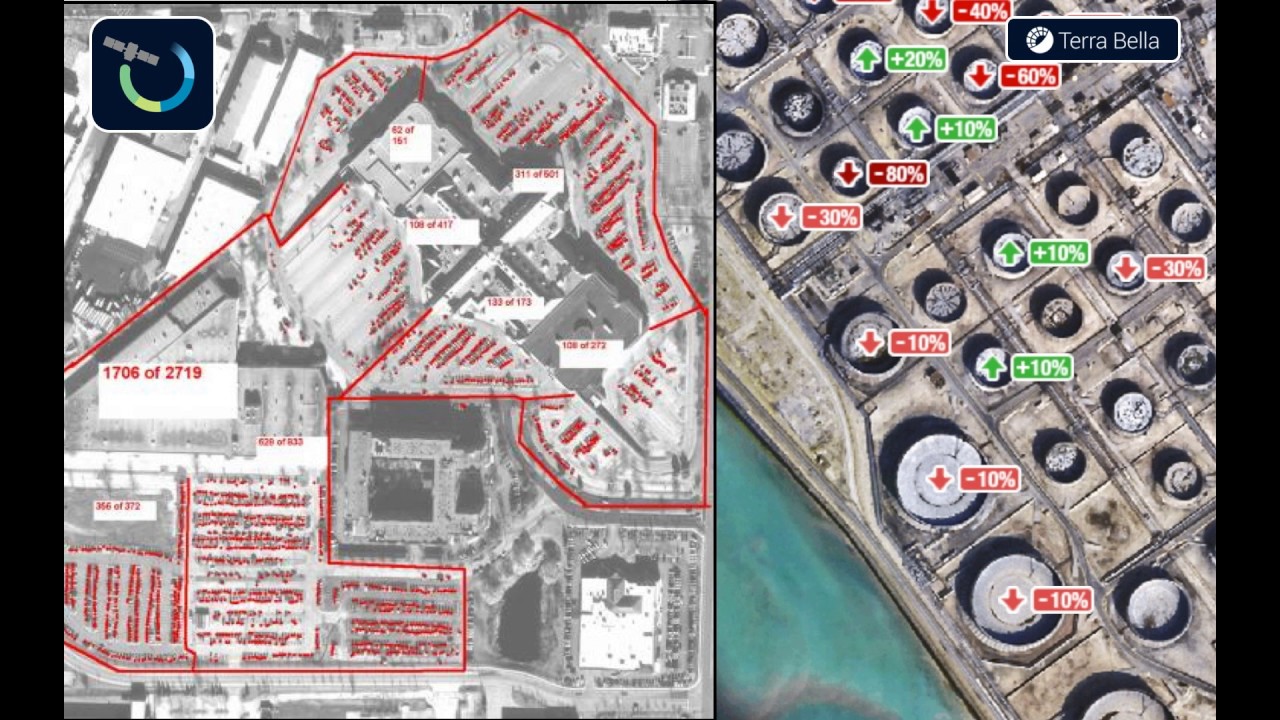 62 of
161
311 of 601
108 of 417
133 of 173
108 of 272
1706 of 2719
628 of 833
356 of 372
-40%
Terra Bella
+20%
-60%
+10%
-80%
-30%
+10%
-30%
-10%
+10%
-10%
-10%